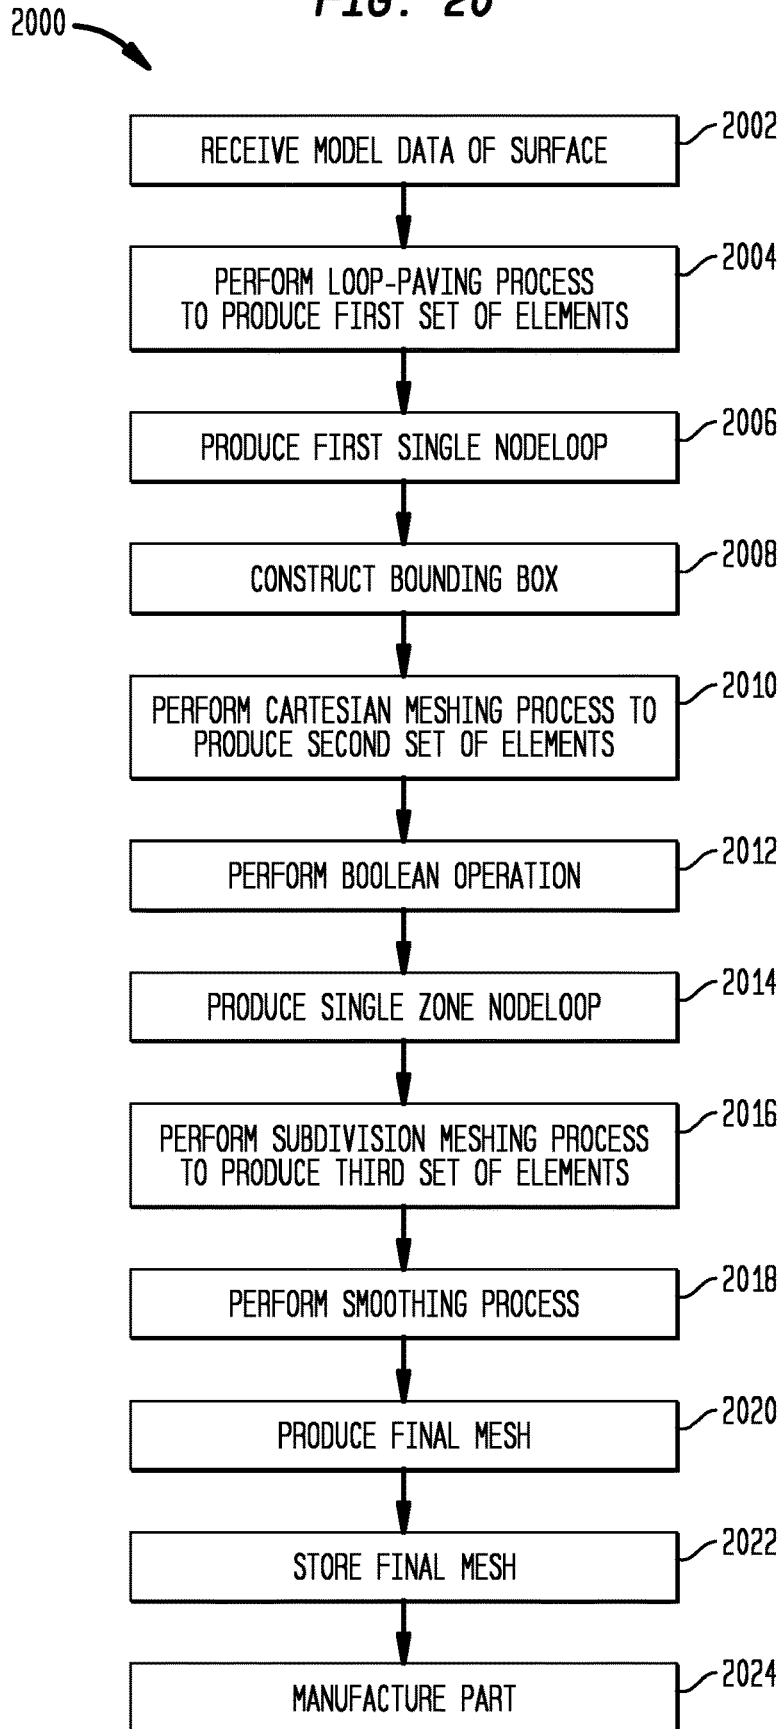 FIG. 20
2000
2002
RECEIVE MODEL DATA OF SURFACE
2004
PERFORM LOOP-PAVING PROCESS
TO PRODUCE FIRST SET OF ELEMENTS
2006
PRODUCE FIRST SINGLE NODELOOP
2008
CONSTRUCT BOUNDING BOX
2010
PERFORM CARTESIAN MESHING PROCESS TO
PRODUCE SECOND SET OF ELEMENTS
2012
PERFORM BOOLEAN OPERATION
2014
PRODUCE SINGLE ZONE NODELOOP
2016
PERFORM SUBDIVISION MESHING PROCESS
TO PRODUCE THIRD SET OF ELEMENTS
2018
PERFORM SMOOTHING PROCESS
2020
PRODUCE FINAL MESH
2022
STORE FINAL MESH
2024
MANUFACTURE PART